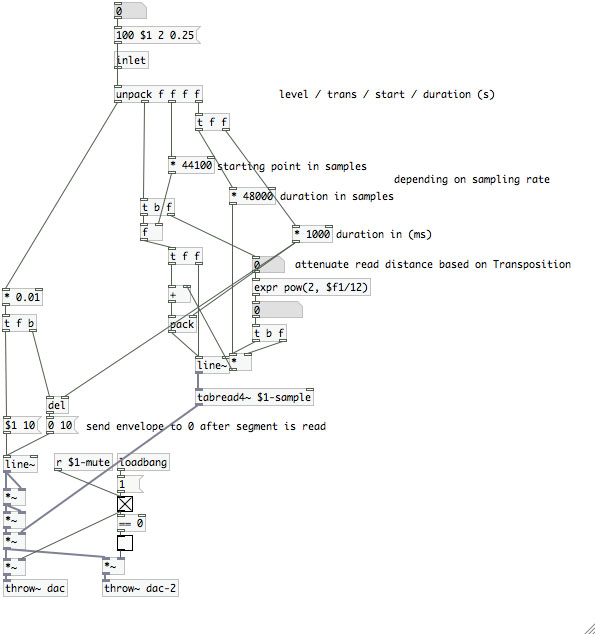 0
100 $1 2 0.25
inlet
unpack f f f f
level / trans / start / duration (s)
t f f
* 44100
starting point in samples
depending on sampling rate
* 48000
duration in samples
t b f
f
* 1000
duration in (ms)
t f f
0
attenuate read distance based on Transposition
expr pow(2, $f1/12)
* 0.01
+
0
t f b
pack
t b f
line~
*
tabread4~ $1-sample
del
$1 10
0 10
send envelope to 0 after segment is read
line~
r $1-mute
loadbang
1
*~
*~
== 0
*~
*~
*~
throw~ dac
throw~ dac-2